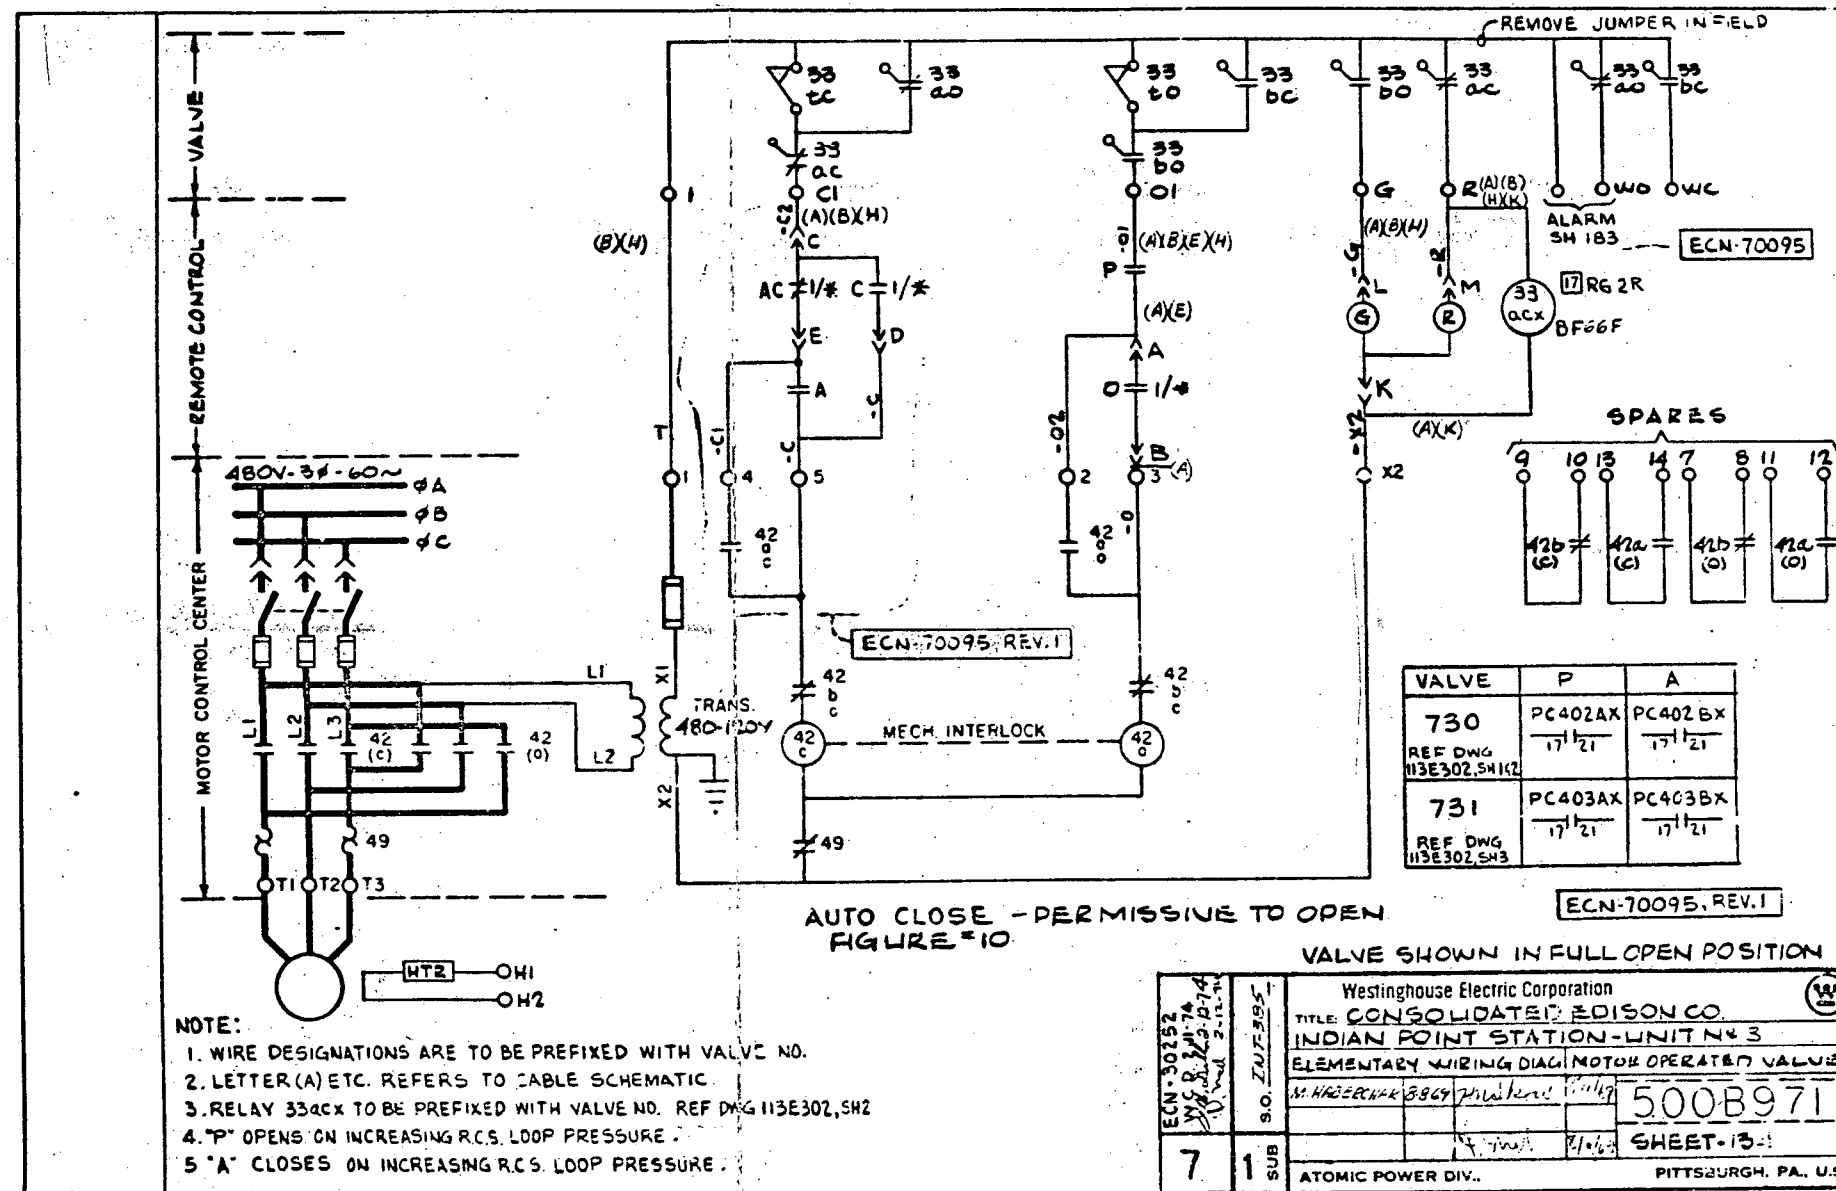 REMOVE JUMPER IN FIELD
VALVE
REMOTE CONTROL
MOTOR CONTROL CENTER
33 tc
33 ao
33 ac
33 to
33 bc
33 bo
33 bo
33 ac
33 ao
33 bc
1
C1
O1
G
R (A)(B)
(H)(K)
WO
WC
ALARM
SH 183
ECN-70095
(B)(H)
-C2
(A)(B)(H)
C
AC 1/*
C 1/*
E
D
A
-C1
-C
-C
T
(A)(B)(E)(H)
P
(A)(E)
A
O 1/*
-O2
B
(A)
-O
(A)(B)(H)
-G
-R
L
M
G
R
33 acx
17 RG 2R
BF66F
K
-X2
(A)(K)
X2
1
4
5
2
3
SPARES
9 10 13 14 7 8 11 12
42b (C)
42a (C)
42b (O)
42a (O)
480V-3ø-60~
øA
øB
øC
L1
L2
L3
42 (C)
42 (O)
49
T1 T2 T3
HT2
H1
H2
L1
L2
X1
X2
TRANS.
480-120V
42
42
ECN-70095, REV.1
42 b c
42
42 c
MECH. INTERLOCK
42 o
49
VALVE P A
730 PC402AX PC402BX
REF DWG 17 21 17 21
113E302, SH1&2
731 PC403AX PC403BX
REF DWG 17 21 17 21
113E302, SH3
ECN-70095, REV.1
AUTO CLOSE - PERMISSIVE TO OPEN
FIGURE #10
VALVE SHOWN IN FULL OPEN POSITION
NOTE:
1. WIRE DESIGNATIONS ARE TO BE PREFIXED WITH VALVE NO.
2. LETTER (A) ETC. REFERS TO CABLE SCHEMATIC
3. RELAY 33acx TO BE PREFIXED WITH VALVE NO. REF DWG 113E302, SH2
4. "P" OPENS ON INCREASING R.C.S. LOOP PRESSURE.
5 "A" CLOSES ON INCREASING R.C.S. LOOP PRESSURE.
ECN-30252
7
1 SUB
S.O. INT-385
Westinghouse Electric Corporation
TITLE: CONSOLIDATED EDISON CO.
INDIAN POINT STATION-UNIT Nº 3
ELEMENTARY WIRING DIAG MOTOR OPERATED VALVE
500B971
SHEET-13-
ATOMIC POWER DIV..
PITTSBURGH, PA., U.S